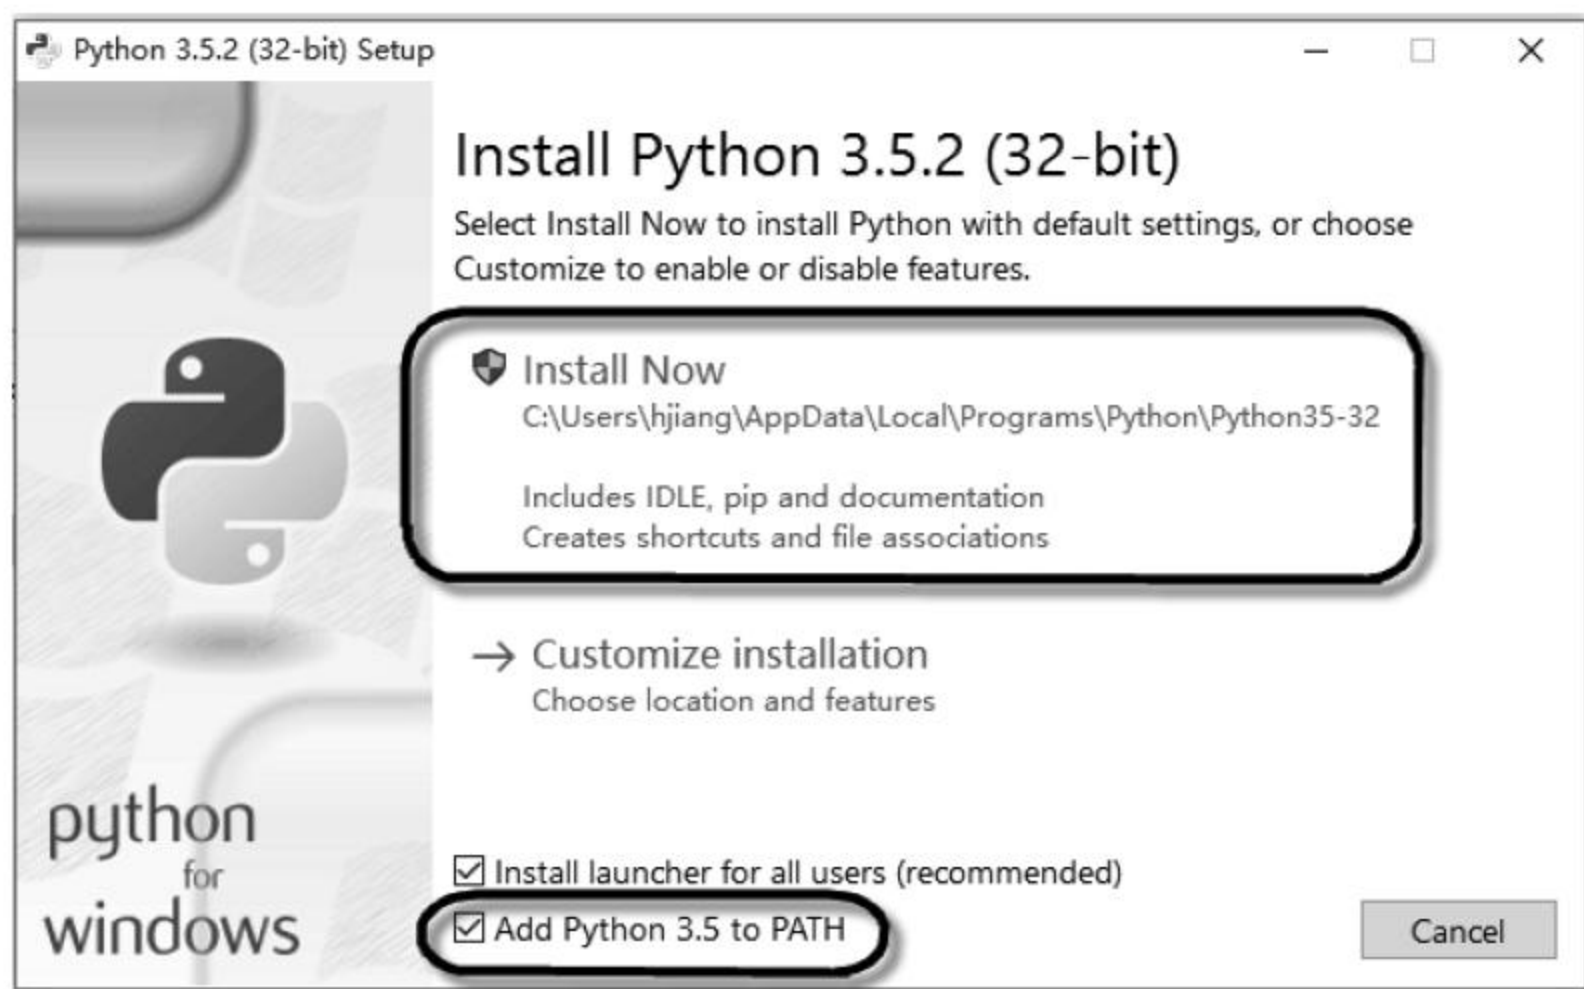 Python 3.5.2 (32-bit) Setup
Install Python 3.5.2 (32-bit)
Select Install Now to install Python with default settings, or choose
Customize to enable or disable features.
Install Now
C:\Users\hjiang\AppData\Local\Programs\Python\Python35-32
Includes IDLE, pip and documentation
Creates shortcuts and file associations
Customize installation
Choose location and features
python
for
windows
Install launcher for all users (recommended)
Add Python 3.5 to PATH
Cancel